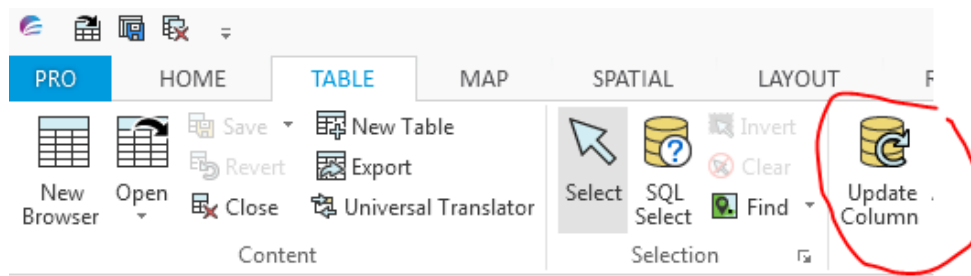 PRO HOME TABLE MAP SPATIAL LAYOUT
New Browser
Open
Save
Revert
Close
New Table
Export
Universal Translator
Content
Select
SQL Select
Invert
Clear
Find
Selection
Update Column